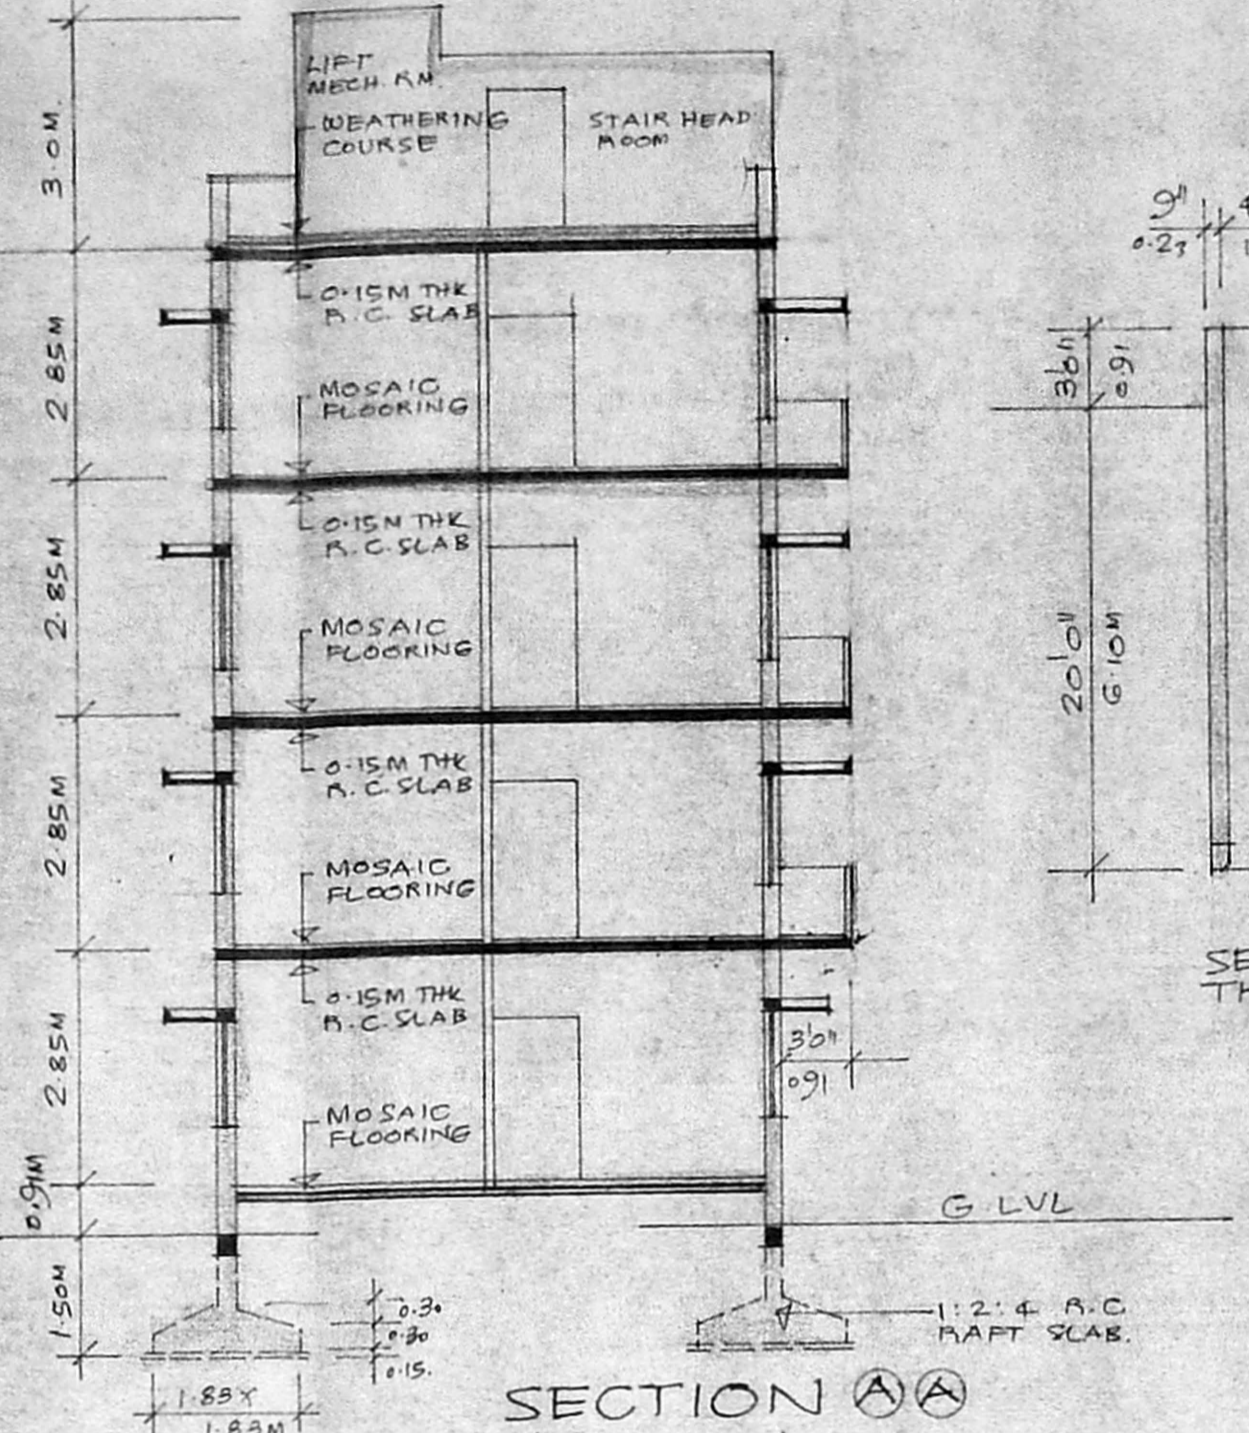 3.0M.
LIFT
MECH. RM.
WEATHERING
COURSE
STAIR HEAD
ROOM
9"
0.23
2.85M
0.15M THK
R.C. SLAB
MOSAIC
FLOORING
3'0"
0.91
2.85M
0.15M THK
R.C. SLAB
MOSAIC
FLOORING
20'0"
6.10M
2.85M
0.15M THK
R.C. SLAB
MOSAIC
FLOORING
2.85M
0.15M THK
R.C. SLAB
3'0"
091
MOSAIC
FLOORING
0.91M
G. LVL
1.50M
0.30
0.30
0.15.
1:2:4 R.C.
RAFT SLAB.
1.83 X
1.83M
SECTION A A